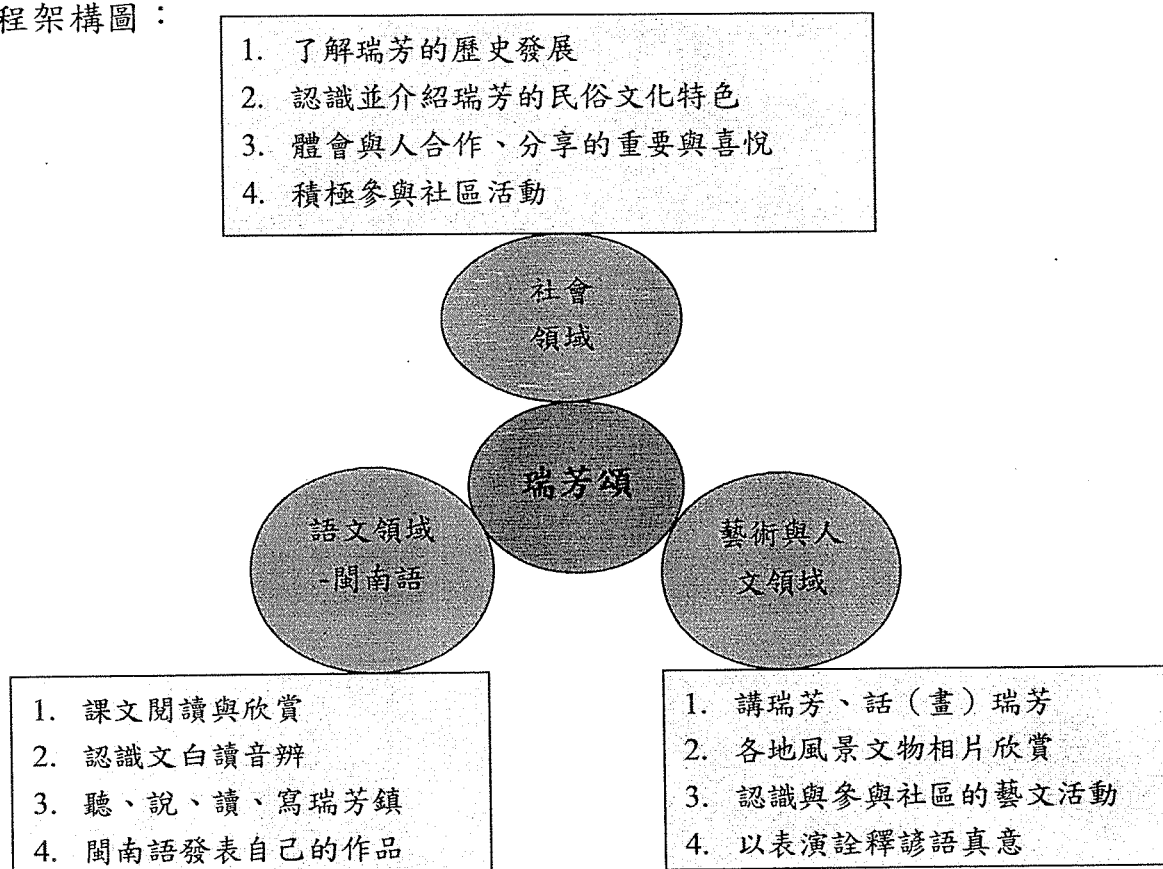 程架構圖：
1. 了解瑞芳的歷史發展
2. 認識並介紹瑞芳的民俗文化特色
3. 體會與人合作、分享的重要與喜悅
4. 積極參與社區活動
社會
領域
瑞芳頌
語文領域
-閩南語
藝術與人
文領域
1. 課文閱讀與欣賞
2. 認識文白讀音辨
3. 聽、說、讀、寫瑞芳鎮
4. 閩南語發表自己的作品
1. 講瑞芳、話（畫）瑞芳
2. 各地風景文物相片欣賞
3. 認識與參與社區的藝文活動
4. 以表演詮釋諺語真意